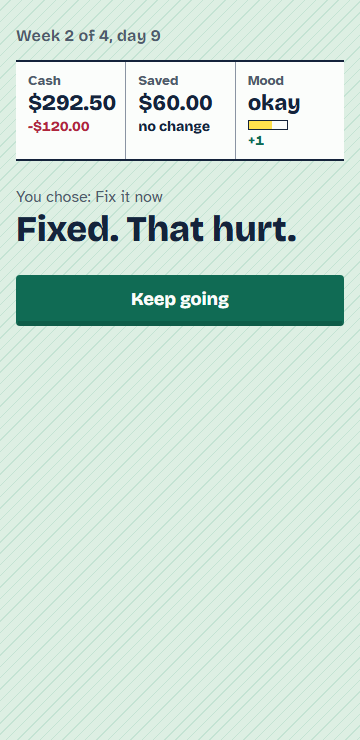 Week 2 of 4, day 9
Cash
$292.50
-$120.00
Saved
$60.00
no change
Mood
okay
+1
You chose: Fix it now
Fixed. That hurt.
Keep going